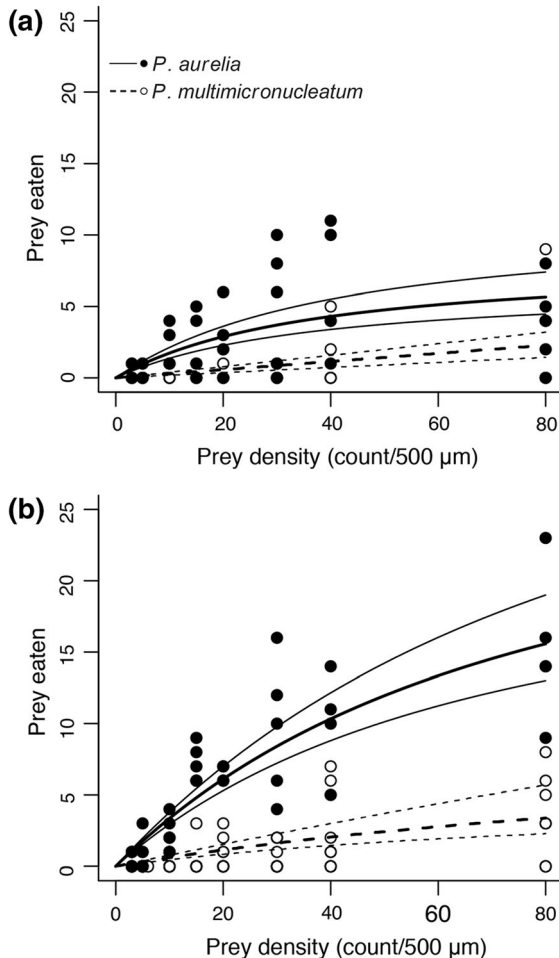 (a)
25
20
15
10
5
0
Prey eaten
P. aurelia
P. multimicronucleatum
0 20 40 60 80
Prey density (count/500 µm)
(b)
25
20
15
10
5
0
Prey eaten
0 20 40 60 80
Prey density (count/500 µm)